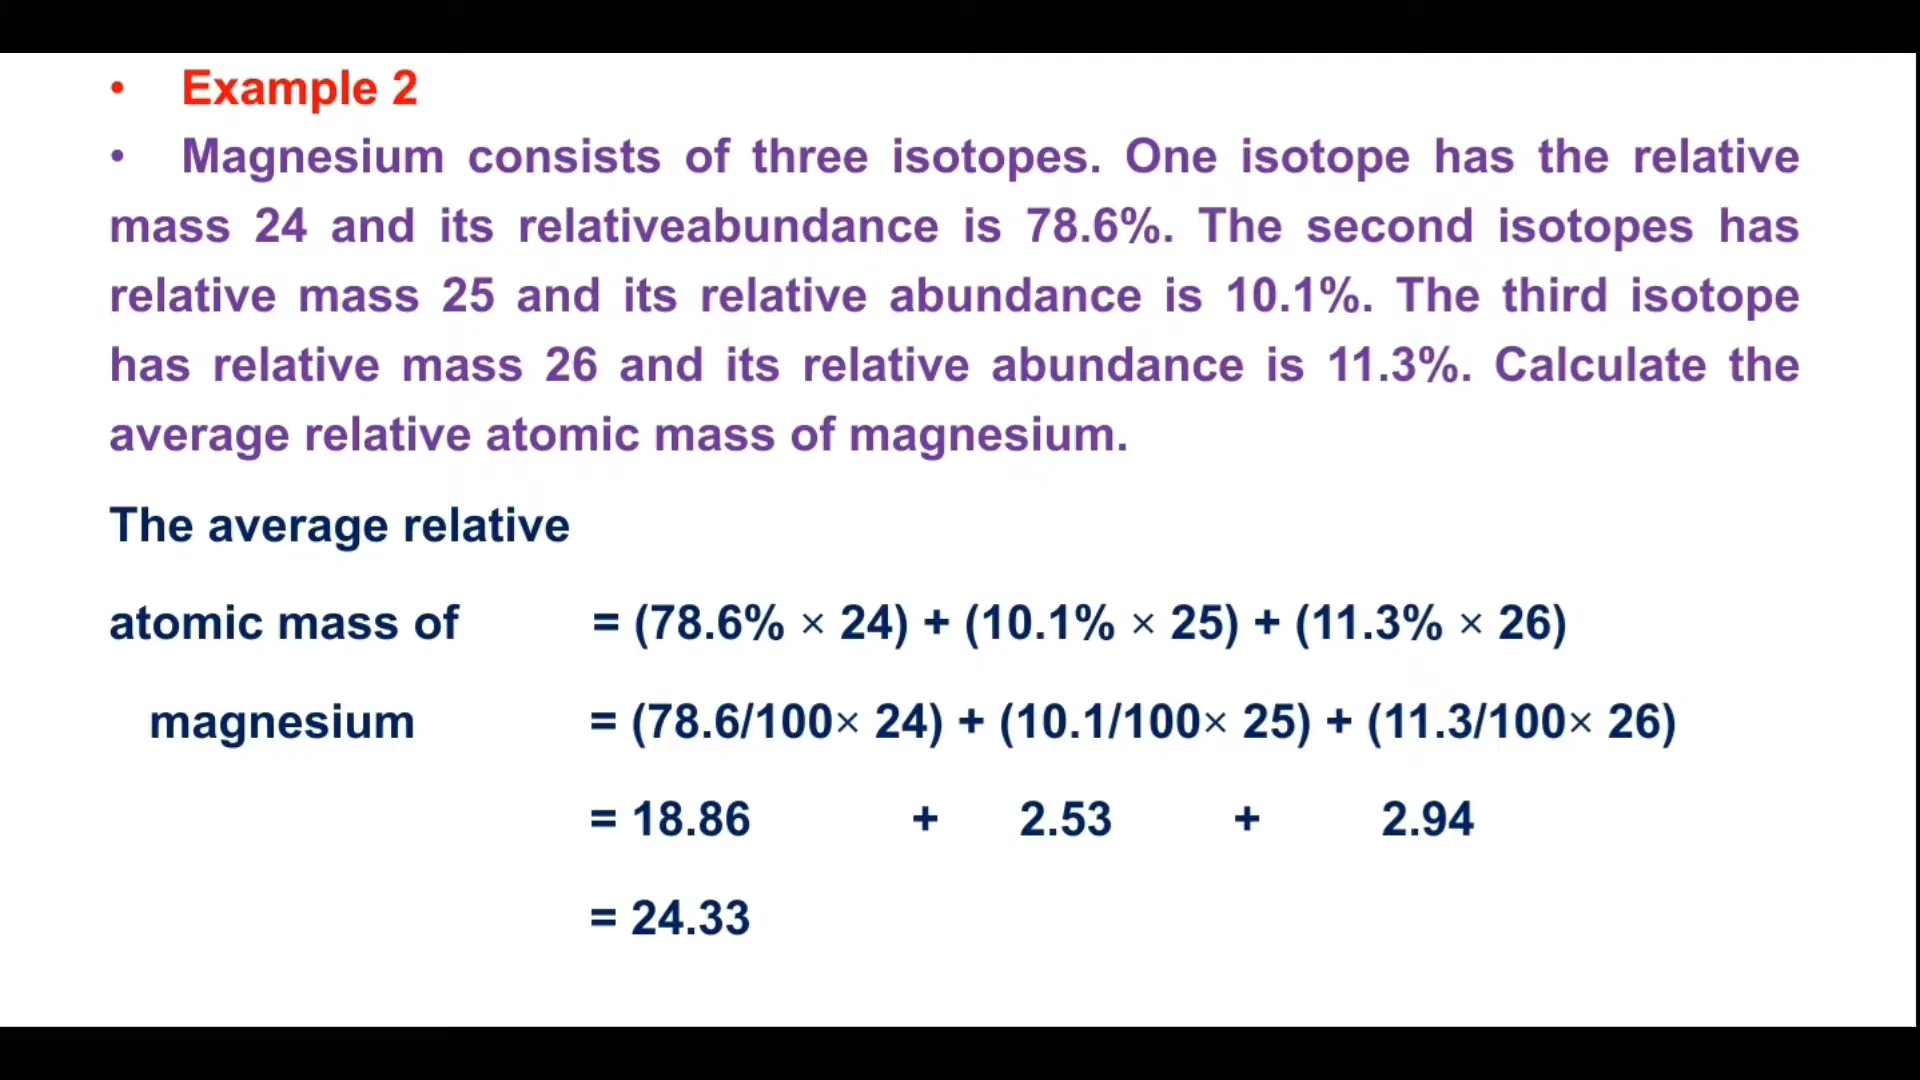 • Example 2
• Magnesium consists of three isotopes. One isotope has the relative
mass 24 and its relativeabundance is 78.6%. The second isotopes has
relative mass 25 and its relative abundance is 10.1%. The third isotope
has relative mass 26 and its relative abundance is 11.3%. Calculate the
average relative atomic mass of magnesium.
The average relative
atomic mass of = (78.6% × 24) + (10.1% × 25) + (11.3% × 26)
magnesium = (78.6/100× 24) + (10.1/100× 25) + (11.3/100× 26)
= 18.86 + 2.53 + 2.94
= 24.33